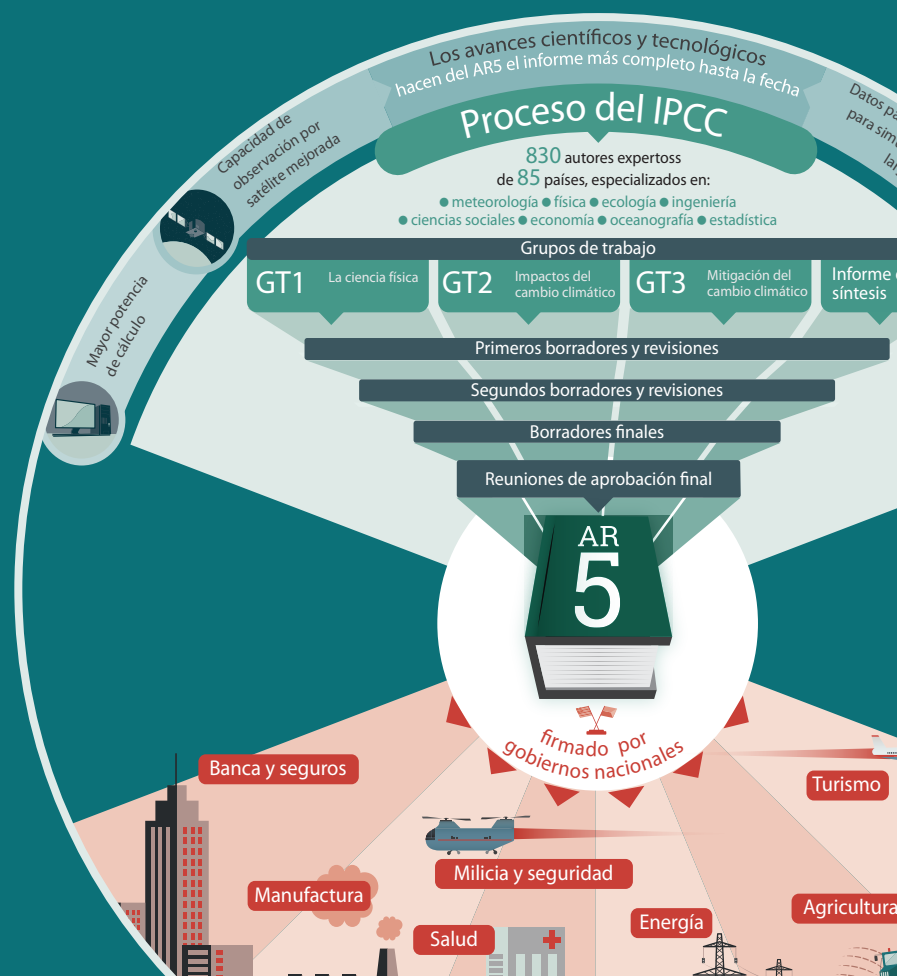 Los avances científicos y tecnológicos
hacen del AR5 el informe más completo hasta la fecha
Proceso del IPCC
830 autores expertoss
de 85 países, especializados en:
● meteorología ● física ● ecología ● ingeniería
● ciencias sociales ● economía ● oceanografía ● estadística
Capacidad de
observación por
satélite mejorada
Mayor potencia
de cálculo
Datos
para
Grupos de trabajo
GT1 La ciencia física
GT2 Impactos del
cambio climático
GT3 Mitigación del
cambio climático
Informe
síntesis
Primeros borradores y revisiones
Segundos borradores y revisiones
Borradores finales
Reuniones de aprobación final
AR
5
firmado por
gobiernos nacionales
Banca y seguros
Turismo
Milicia y seguridad
Manufactura
Agricultura
Energía
Salud